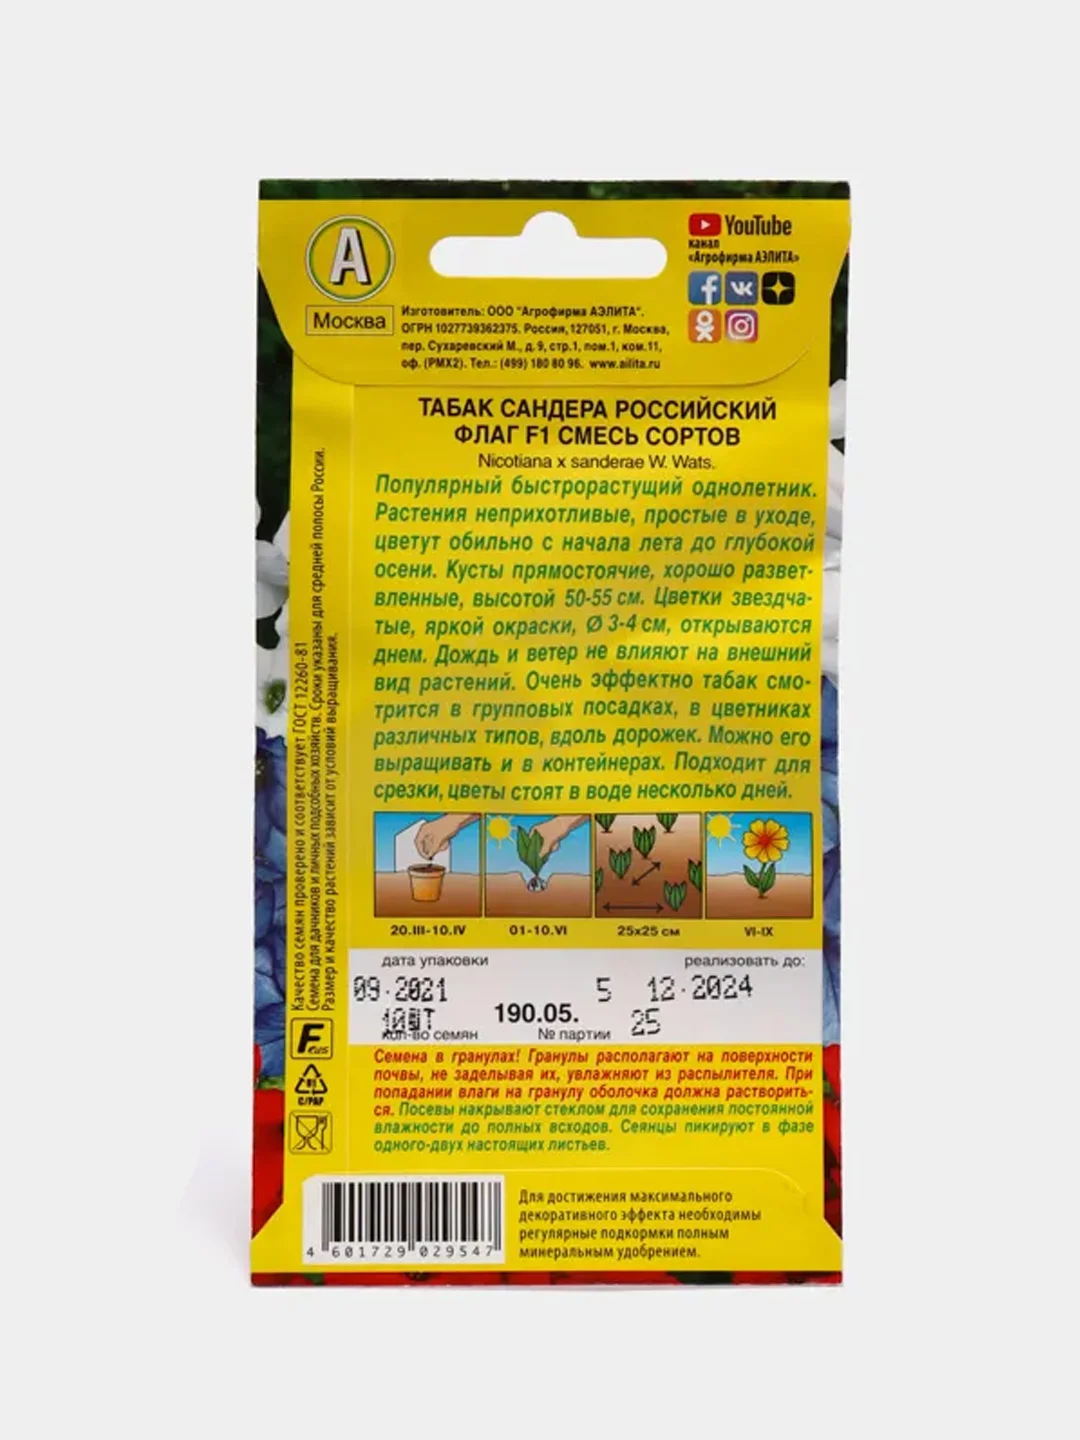 А
Москва
YouTube
канал
«Агрофирма АЭЛИТА»
Изготовитель: ООО "Агрофирма АЭЛИТА".
ОГРН 1027739362375. Россия,127051, г. Москва,
пер. Сухаревский М., д. 9, стр.1, пом.1, ком.11,
оф. (РМХ2). Тел.: (499) 180 80 96. www.ailita.ru
ТАБАК САНДЕРА РОССИЙСКИЙ
ФЛАГ F1 СМЕСЬ СОРТОВ
Nicotiana x sanderae W. Wats.
Популярный быстрорастущий однолетник.
Растения неприхотливые, простые в уходе,
цветут обильно с начала лета до глубокой
осени. Кусты прямостоячие, хорошо развет-
вленные, высотой 50-55 см. Цветки звездча-
тые, яркой окраски, Ø 3-4 см, открываются
днем. Дождь и ветер не влияют на внешний
вид растений. Очень эффектно табак смо-
трится в групповых посадках, в цветниках
различных типов, вдоль дорожек. Можно его
выращивать и в контейнерах. Подходит для
срезки, цветы стоят в воде несколько дней.
20.III-10.IV 01-10.VI 25х25 см VI-IX
дата упаковки реализовать до:
09.2021 5 12.2024
10ШТ 190.05. 25
кол-во семян № партии
Семена в гранулах! Гранулы располагают на поверхности
почвы, не заделывая их, увлажняют из распылителя. При
попадании влаги на гранулу оболочка должна растворить-
ся. Посевы накрывают стеклом для сохранения постоянной
влажности до полных всходов. Сеянцы пикируют в фазе
одного-двух настоящих листьев.
Качество семян проверено и соответствует ГОСТ 12260-81
Семена для дачников и личных подсобных хозяйств. Сроки указаны для средней полосы России.
Размер и качество растений зависит от условий выращивания.
81
C/PAP
4 601729 029547
Для достижения максимального
декоративного эффекта необходимы
регулярные подкормки полным
минеральным удобрением.